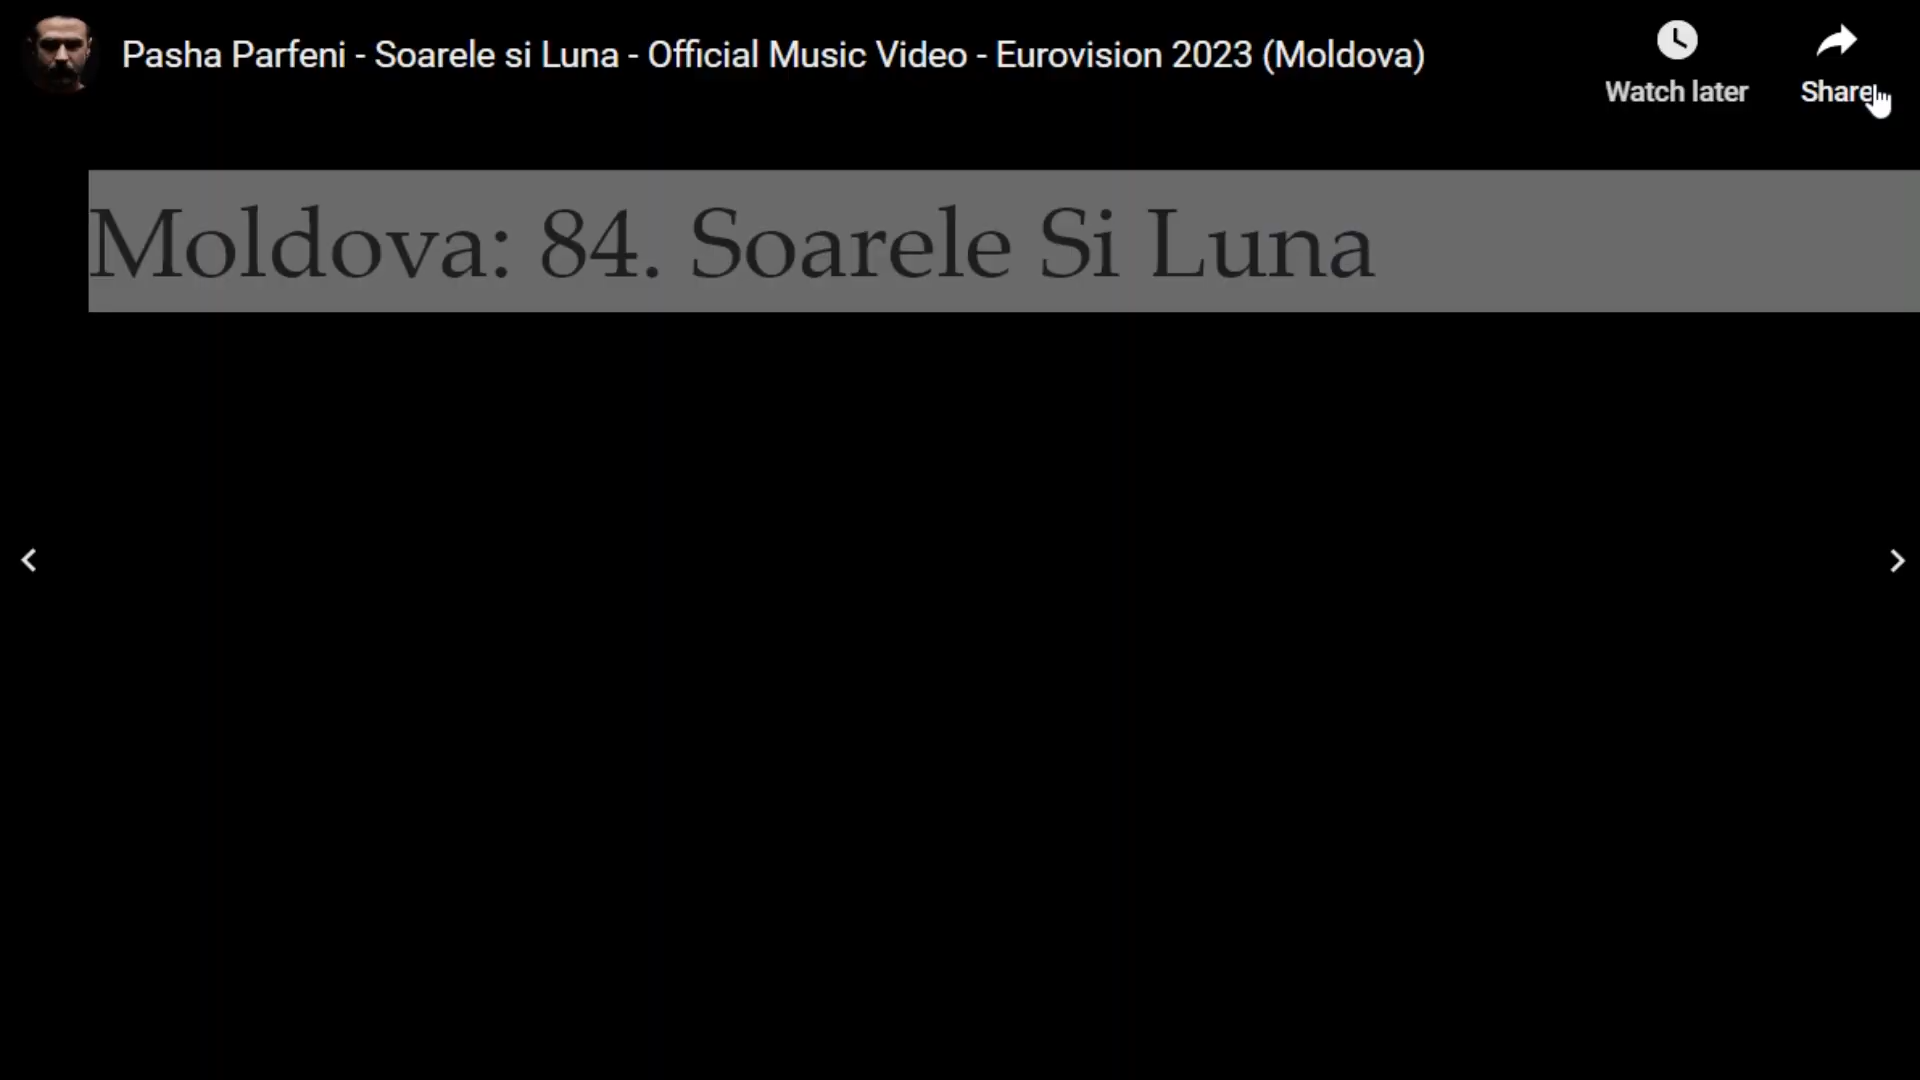 Pasha Parfeni - Soarele si Luna - Official Music Video - Eurovision 2023 (Moldova)
Watch later
Share
Moldova: 84. Soarele Si Luna